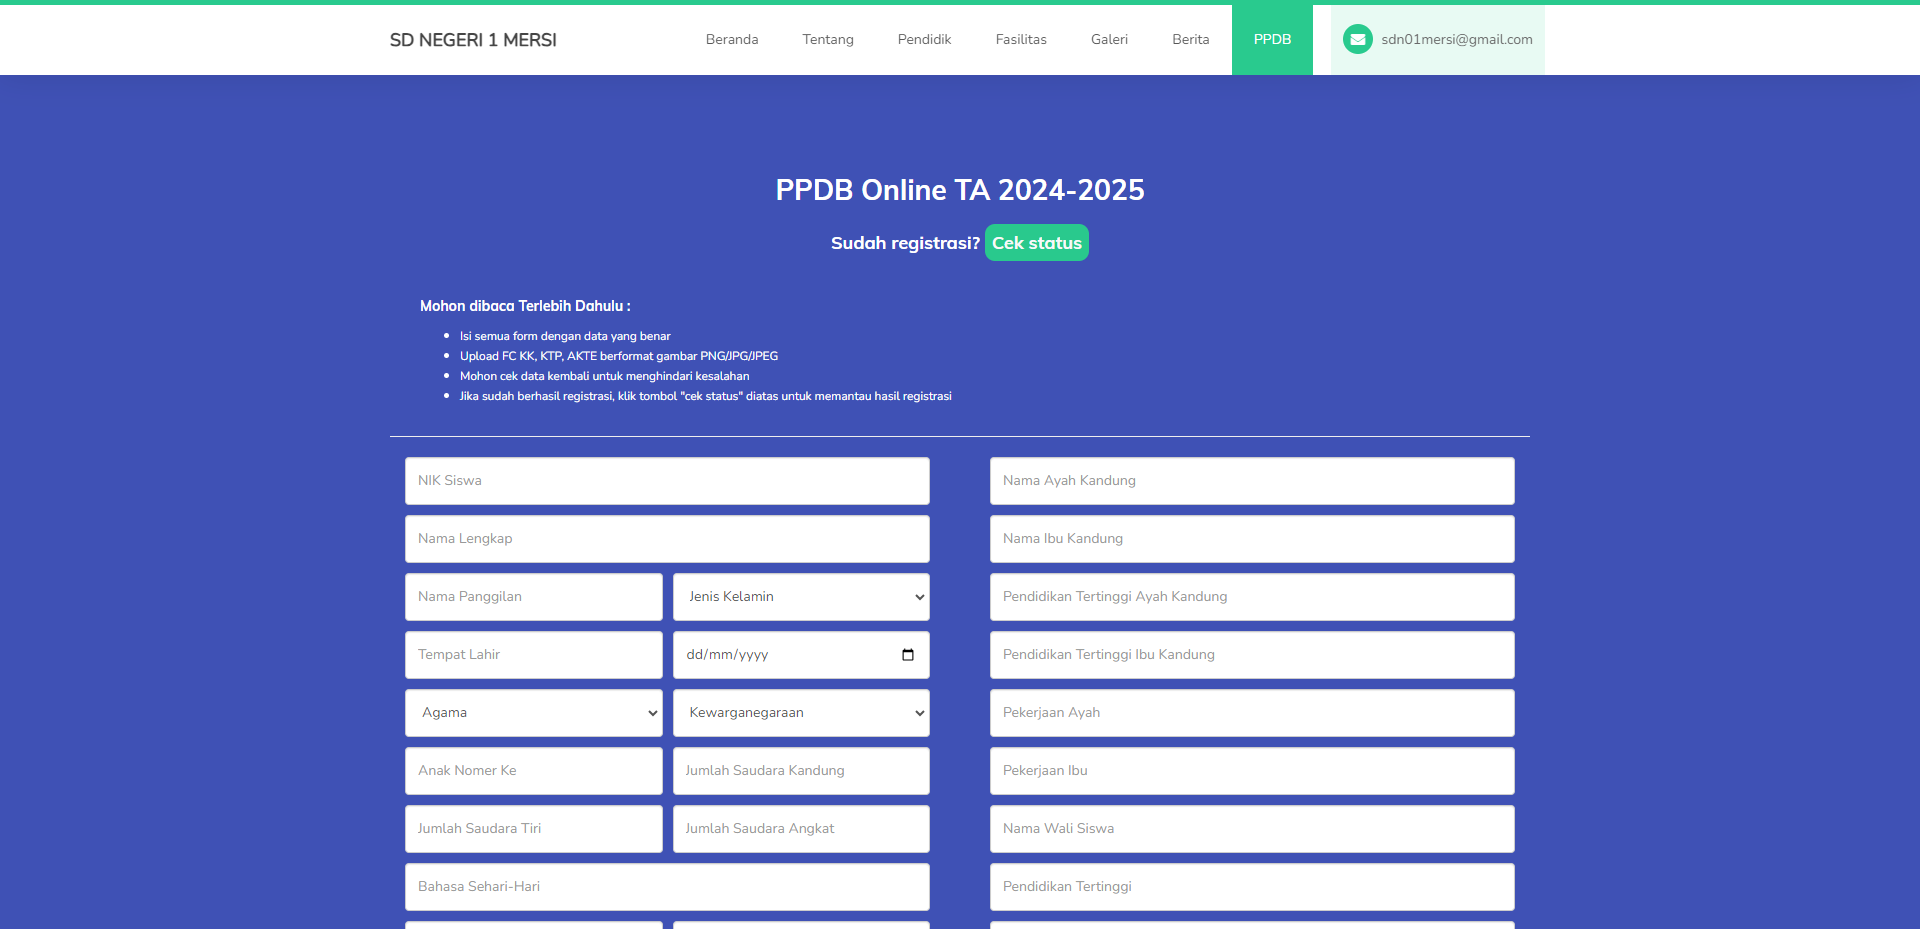 SD NEGERI 1 MERSI
Beranda
Tentang
Pendidik
Fasilitas
Galeri
Berita
PPDB
sdn01mersi@gmail.com
PPDB Online TA 2024-2025
Sudah registrasi? Cek status
Mohon dibaca Terlebih Dahulu :
Isi semua form dengan data yang benar
Upload FC KK, KTP, AKTE berformat gambar PNG/JPG/JPEG
Mohon cek data kembali untuk menghindari kesalahan
Jika sudah berhasil registrasi, klik tombol "cek status" diatas untuk memantau hasil registrasi
NIK Siswa
Nama Lengkap
Nama Panggilan
Jenis Kelamin
Tempat Lahir
dd/mm/yyyy
Agama
Kewarganegaraan
Anak Nomer Ke
Jumlah Saudara Kandung
Jumlah Saudara Tiri
Jumlah Saudara Angkat
Bahasa Sehari-Hari
Nama Ayah Kandung
Nama Ibu Kandung
Pendidikan Tertinggi Ayah Kandung
Pendidikan Tertinggi Ibu Kandung
Pekerjaan Ayah
Pekerjaan Ibu
Nama Wali Siswa
Pendidikan Tertinggi